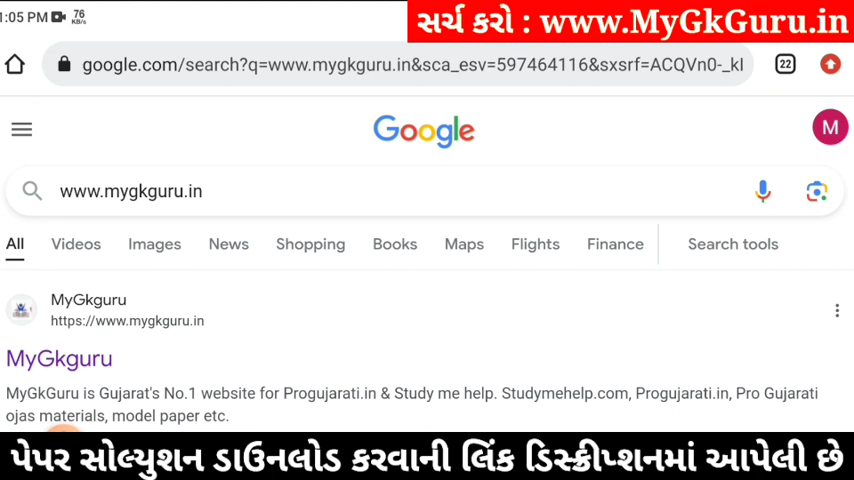 1:05 PM 76 KB/s
સર્ચ કરો : www.MyGkGuru.in
google.com/search?q=www.mygkguru.in&sca_esv=597464116&sxsrf=ACQVn0-_kI
22
Google
M
www.mygkguru.in
All Videos Images News Shopping Books Maps Flights Finance Search tools
MyGkguru
https://www.mygkguru.in
MyGkguru
MyGkGuru is Gujarat's No.1 website for Progujarati.in & Study me help. Studymehelp.com, Progujarati.in, Pro Gujarati
ojas materials, model paper etc.
પેપર સોલ્યુશન ડાઉનલોડ કરવાની લિંક ડિસ્ક્રીપ્શનમાં આપેલી છે